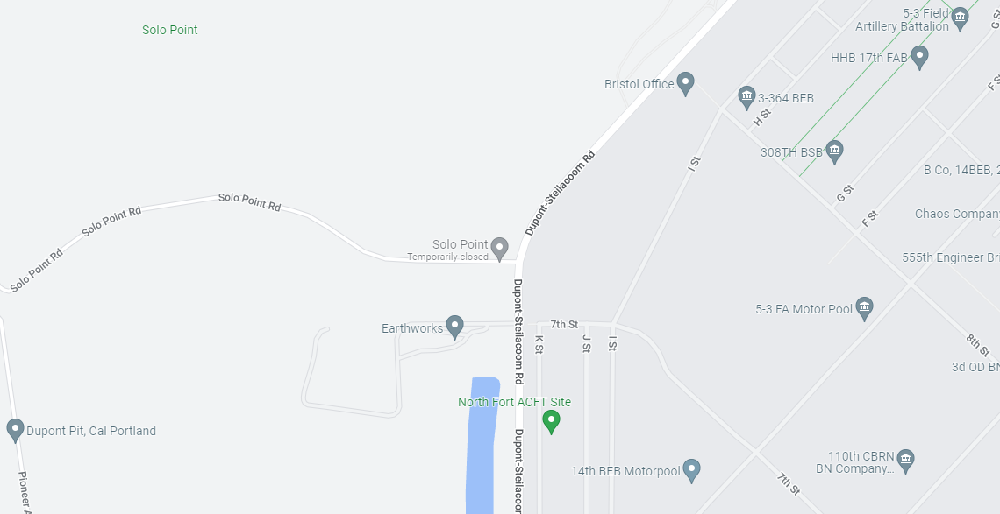 5-3 Field
Artillery Battalion
G St
Solo Point
HHB 17th FAB
Bristol Office
F St
3-364 BEB
H St
308TH BSB
I St
B Co, 14BEB, 2
Dupont-Steilacoom Rd
G St
Solo Point Rd
Solo Point Rd
F St
Chaos Company
Solo Point
Temporarily closed
Solo Point Rd
555th Engineer Bri
Dupont-Steilacoom Rd
5-3 FA Motor Pool
7th St
Earthworks
K St
J St
I St
8th St
3d OD BN
North Fort ACFT Site
Dupont Pit, Cal Portland
Dupont-Steilacoom
110th CBRN
BN Company...
14th BEB Motorpool
7th St
Pioneer A